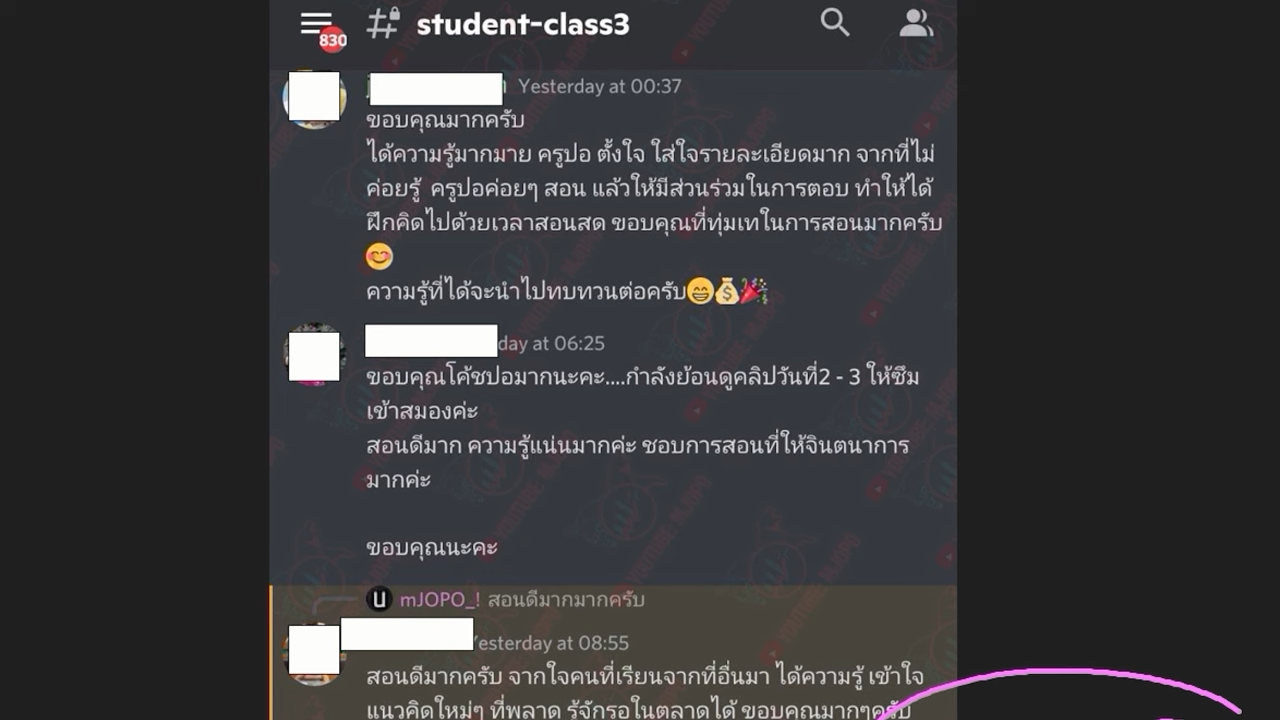 830
student-class3
Yesterday at 00:37
ขอบคุณมากครับ
ได้ความรู้มากมาย ครูปอ ตั้งใจ ใส่ใจรายละเอียดมาก จากที่ไม่
ค่อยรู้ ครูปอค่อยๆ สอน แล้วให้มีส่วนร่วมในการตอบ ทำให้ได้
ฝึกคิดไปด้วยเวลาสอนสด ขอบคุณที่ทุ่มเทในการสอนมากครับ
😊
ความรู้ที่ได้จะนำไปทบทวนต่อครับ😁💰🎉
day at 06:25
ขอบคุณโค้ชปอมากนะคะ....กำลังย้อนดูคลิปวันที่2 - 3 ให้ซึม
เข้าสมองค่ะ
สอนดีมาก ความรู้แน่นมากค่ะ ชอบการสอนที่ให้จินตนาการ
มากค่ะ
ขอบคุณนะคะ
mJOPO_! สอนดีมากมากครับ
Yesterday at 08:55
สอนดีมากครับ จากใจคนที่เรียนจากที่อื่นมา ได้ความรู้ เข้าใจ
แนวคิดใหม่ๆ ที่พลาด รู้จักรอในตลาดได้ ขอบคุณมากๆครับ